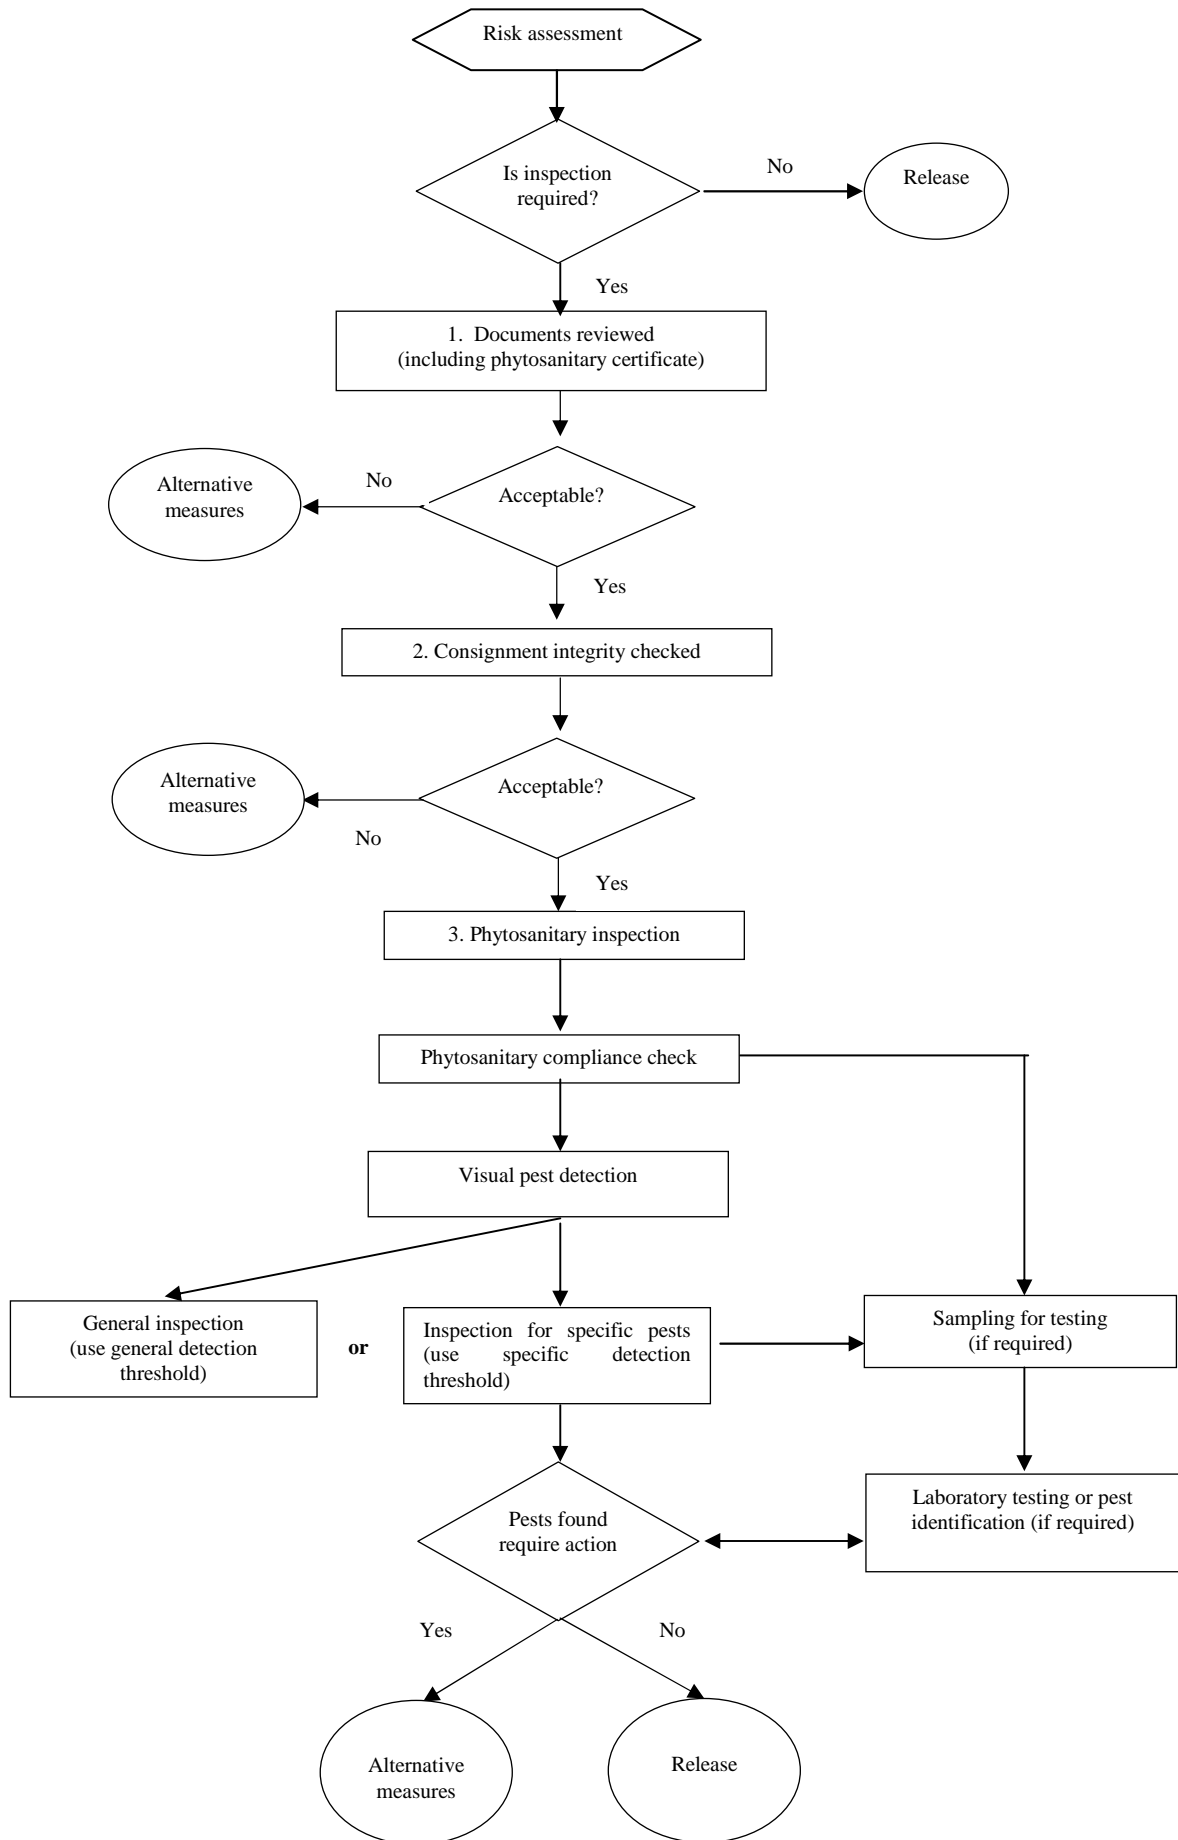 Risk assessment
Is inspection
required?
No
Release
Yes
1. Documents reviewed
(including phytosanitary certificate)
Alternative
measures
No
Acceptable?
Yes
2. Consignment integrity checked
Alternative
measures
No
Acceptable?
Yes
3. Phytosanitary inspection
Phytosanitary compliance check
Visual pest detection
General inspection
(use general detection
threshold)
or
Inspection for specific pests
(use specific detection
threshold)
Sampling for testing
(if required)
Pests found
require action
Laboratory testing or pest
identification (if required)
Yes
No
Alternative
measures
Release